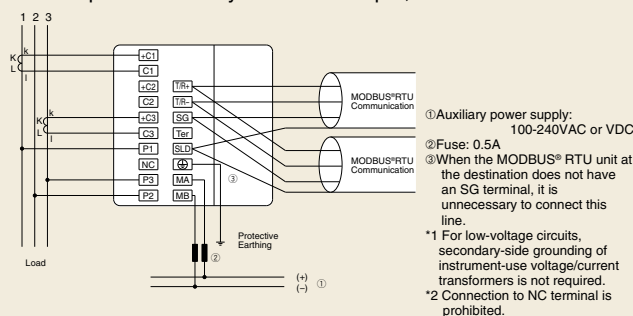 1 2 3
K k
L l
K k
L l
+C1
C1
+C2 T/R+
C2 T/R–
+C3 SG
C3 Ter
P1 SLD
NC
P3 MA
P2 MB
③
MODBUS®RTU
Communication
MODBUS®RTU
Communication
Protective
Earthing
②
(+)
(−) ①
Load
①Auxiliary power supply:
100-240VAC or VDC
②Fuse: 0.5A
③When the MODBUS® RTU unit at
the destination does not have
an SG terminal, it is
unnecessary to connect this
line.
*1 For low-voltage circuits,
secondary-side grounding of
instrument-use voltage/current
transformers is not required.
*2 Connection to NC terminal is
prohibited.